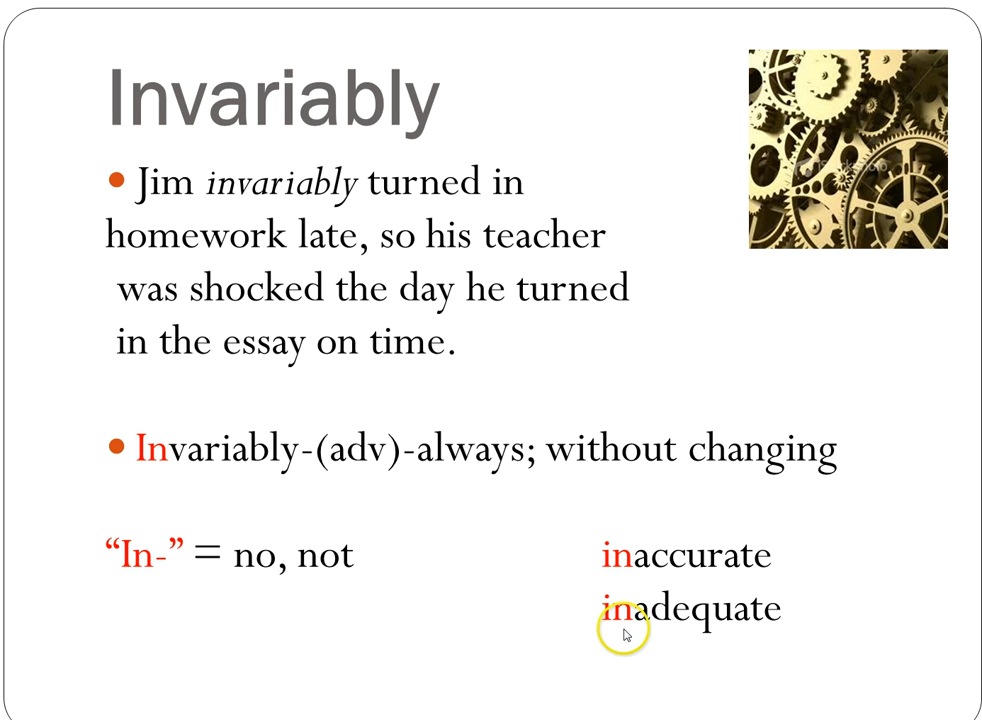 Invariably
• Jim invariably turned in
homework late, so his teacher
was shocked the day he turned
in the essay on time.
• Invariably-(adv)-always; without changing
“In-” = no, not
inaccurate
inadequate